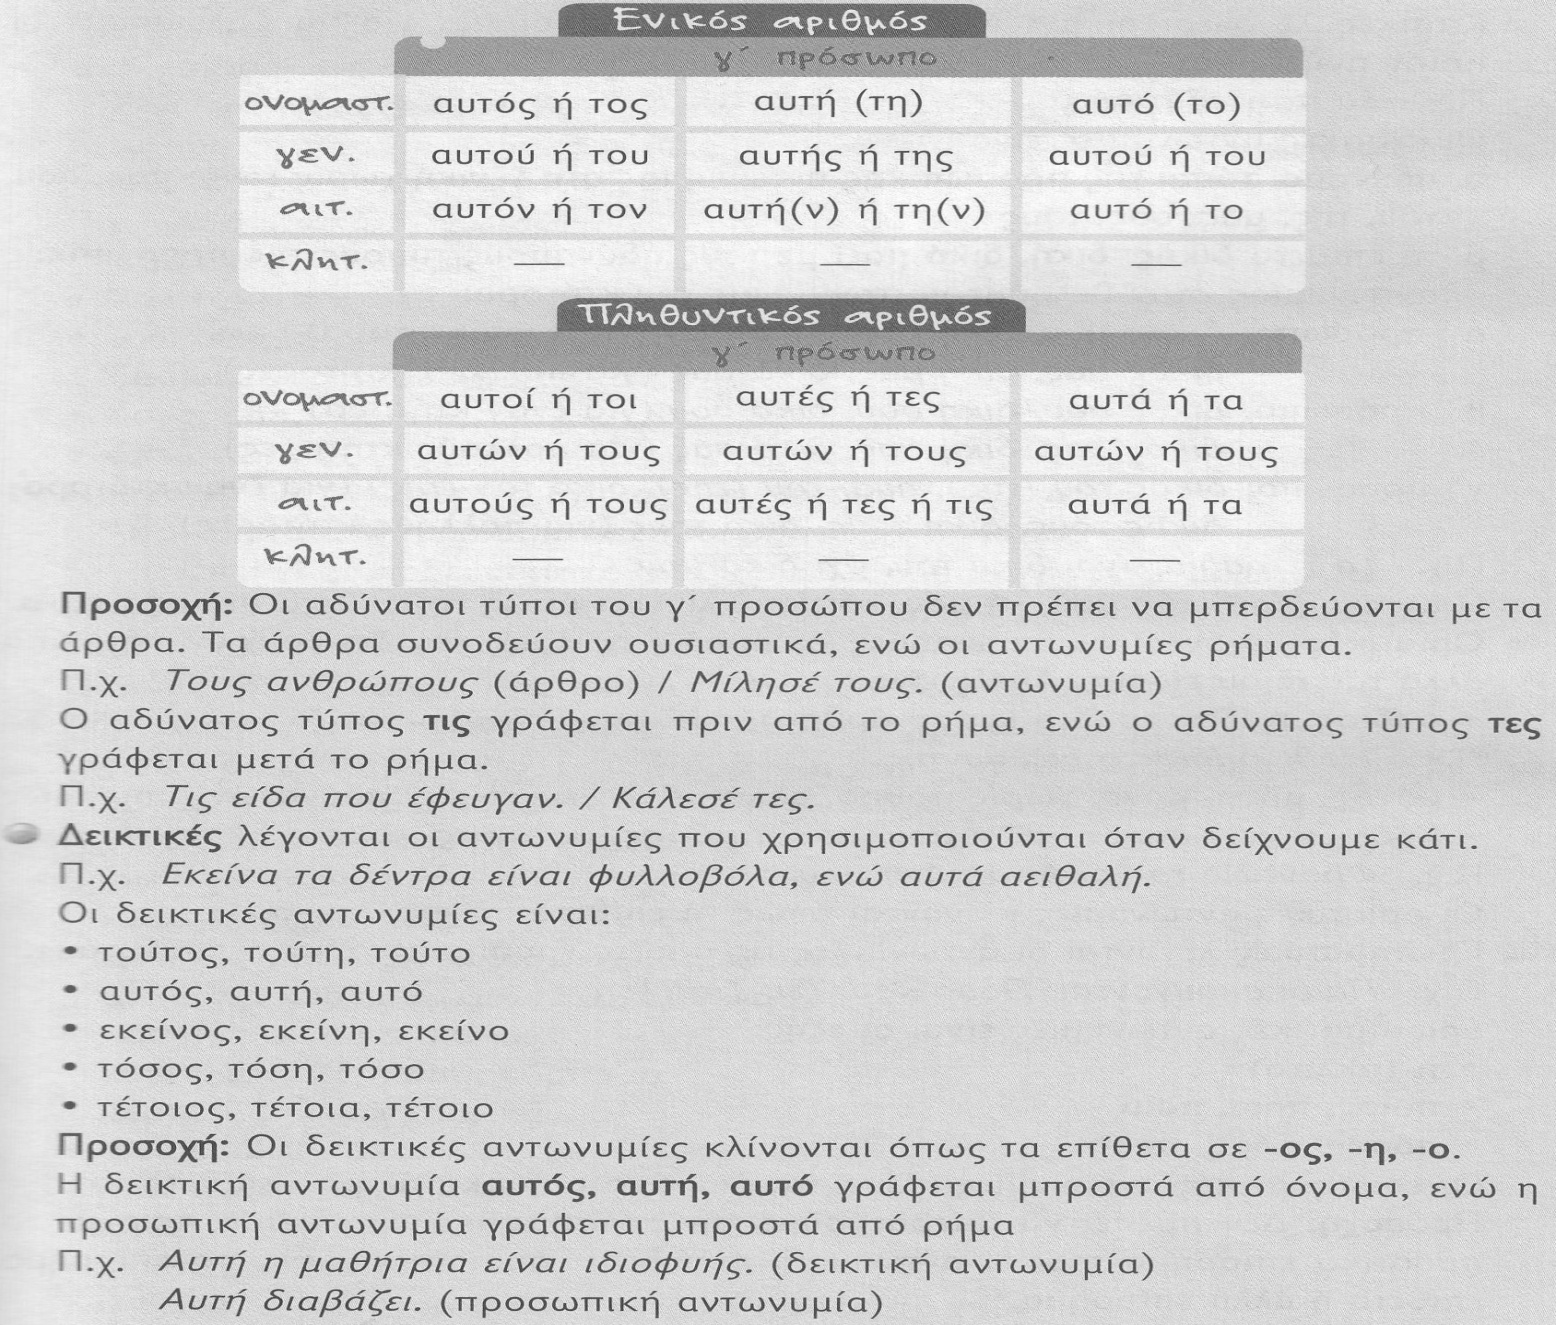 Ενικός αριθμός
γ΄ πρόσωπο
ονομαστ. αυτός ή τος αυτή (τη) αυτό (το)
γεν. αυτού ή του αυτής ή της αυτού ή του
αιτ. αυτόν ή τον αυτή(ν) ή τη(ν) αυτό ή το
κλητ. — — —
Πληθυντικός αριθμός
γ΄ πρόσωπο
ονομαστ. αυτοί ή τοι αυτές ή τες αυτά ή τα
γεν. αυτών ή τους αυτών ή τους αυτών ή τους
αιτ. αυτούς ή τους αυτές ή τες ή τις αυτά ή τα
κλητ. — — —
Προσοχή: Οι αδύνατοι τύποι του γ΄ προσώπου δεν πρέπει να μπερδεύονται με τα
άρθρα. Τα άρθρα συνοδεύουν ουσιαστικά, ενώ οι αντωνυμίες ρήματα.
Π.χ. Τους ανθρώπους (άρθρο) / Μίλησέ τους. (αντωνυμία)
Ο αδύνατος τύπος τις γράφεται πριν από το ρήμα, ενώ ο αδύνατος τύπος τες
γράφεται μετά το ρήμα.
Π.χ. Τις είδα που έφευγαν. / Κάλεσέ τες.
Δεικτικές λέγονται οι αντωνυμίες που χρησιμοποιούνται όταν δείχνουμε κάτι.
Π.χ. Εκείνα τα δέντρα είναι φυλλοβόλα, ενώ αυτά αειθαλή.
Οι δεικτικές αντωνυμίες είναι:
• τούτος, τούτη, τούτο
• αυτός, αυτή, αυτό
• εκείνος, εκείνη, εκείνο
• τόσος, τόση, τόσο
• τέτοιος, τέτοια, τέτοιο
Προσοχή: Οι δεικτικές αντωνυμίες κλίνονται όπως τα επίθετα σε -ος, -η, -ο.
Η δεικτική αντωνυμία αυτός, αυτή, αυτό γράφεται μπροστά από όνομα, ενώ η
προσωπική αντωνυμία γράφεται μπροστά από ρήμα
Π.χ. Αυτή η μαθήτρια είναι ιδιοφυής. (δεικτική αντωνυμία)
Αυτή διαβάζει. (προσωπική αντωνυμία)